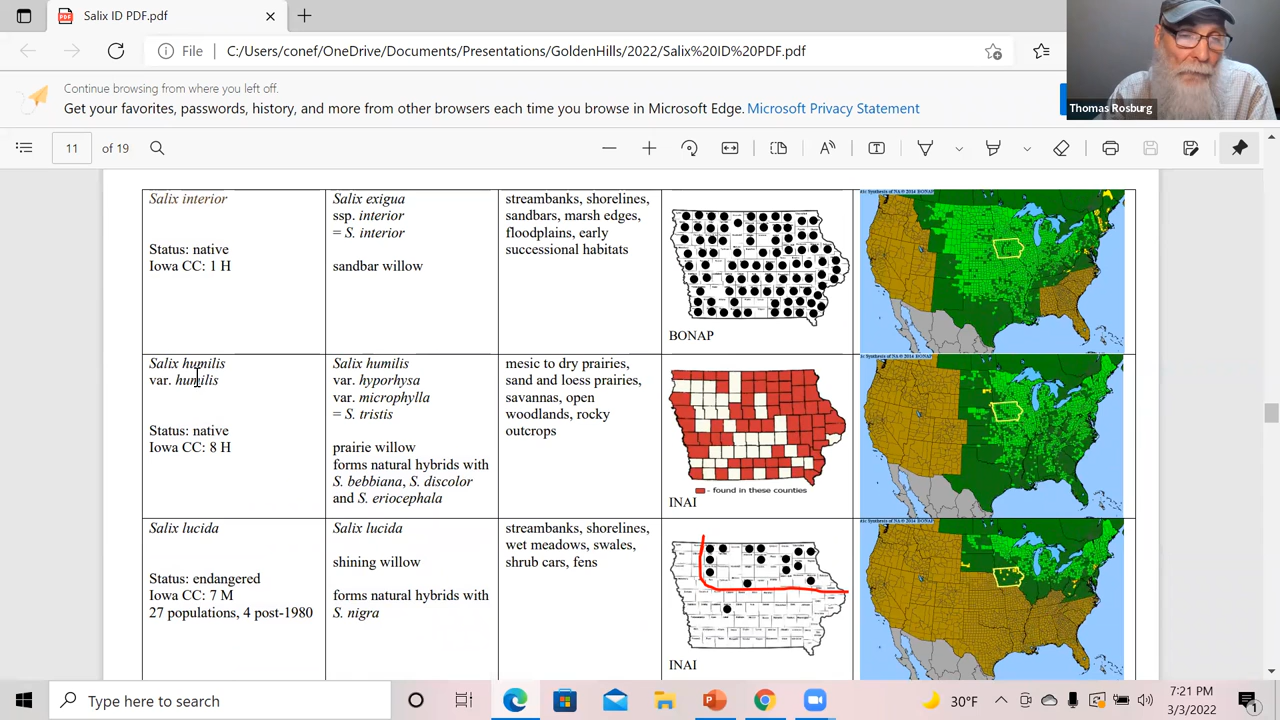 Salix ID PDF.pdf
File
C:/Users/conef/OneDrive/Documents/Presentations/GoldenHills/2022/Salix%20ID%20PDF.pdf
Continue browsing from where you left off.
Get your favorites, passwords, history, and more from other browsers each time you browse in Microsoft Edge. Microsoft Privacy Statement
Thomas Rosburg
11 of 19
Salix interior
Status: native
Iowa CC: 1 H
Salix exigua
ssp. interior
= S. interior
sandbar willow
streambanks, shorelines,
sandbars, marsh edges,
floodplains, early
successional habitats
BONAP
Salix humilis
var. humilis
Status: native
Iowa CC: 8 H
Salix humilis
var. hyporhysa
var. microphylla
= S. tristis
prairie willow
forms natural hybrids with
S. bebbiana, S. discolor
and S. eriocephala
mesic to dry prairies,
sand and loess prairies,
savannas, open
woodlands, rocky
outcrops
- found in these counties
INAI
Salix lucida
Status: endangered
Iowa CC: 7 M
27 populations, 4 post-1980
Salix lucida
shining willow
forms natural hybrids with
S. nigra
streambanks, shorelines,
wet meadows, swales,
shrub cars, fens
INAI
Type here to search
30°F
7:21 PM
3/3/2022